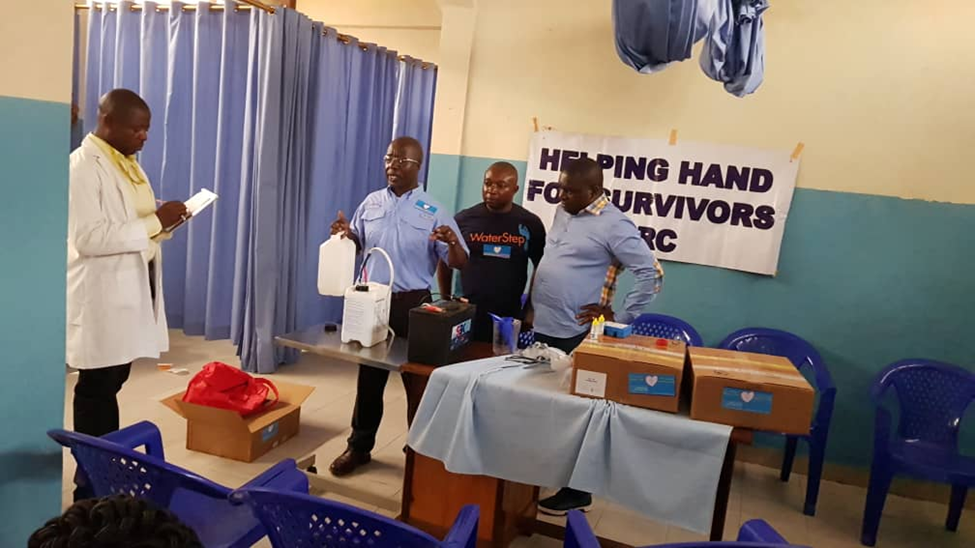 HELPING HAND
FOR SURVIVORS
RC
WaterStep